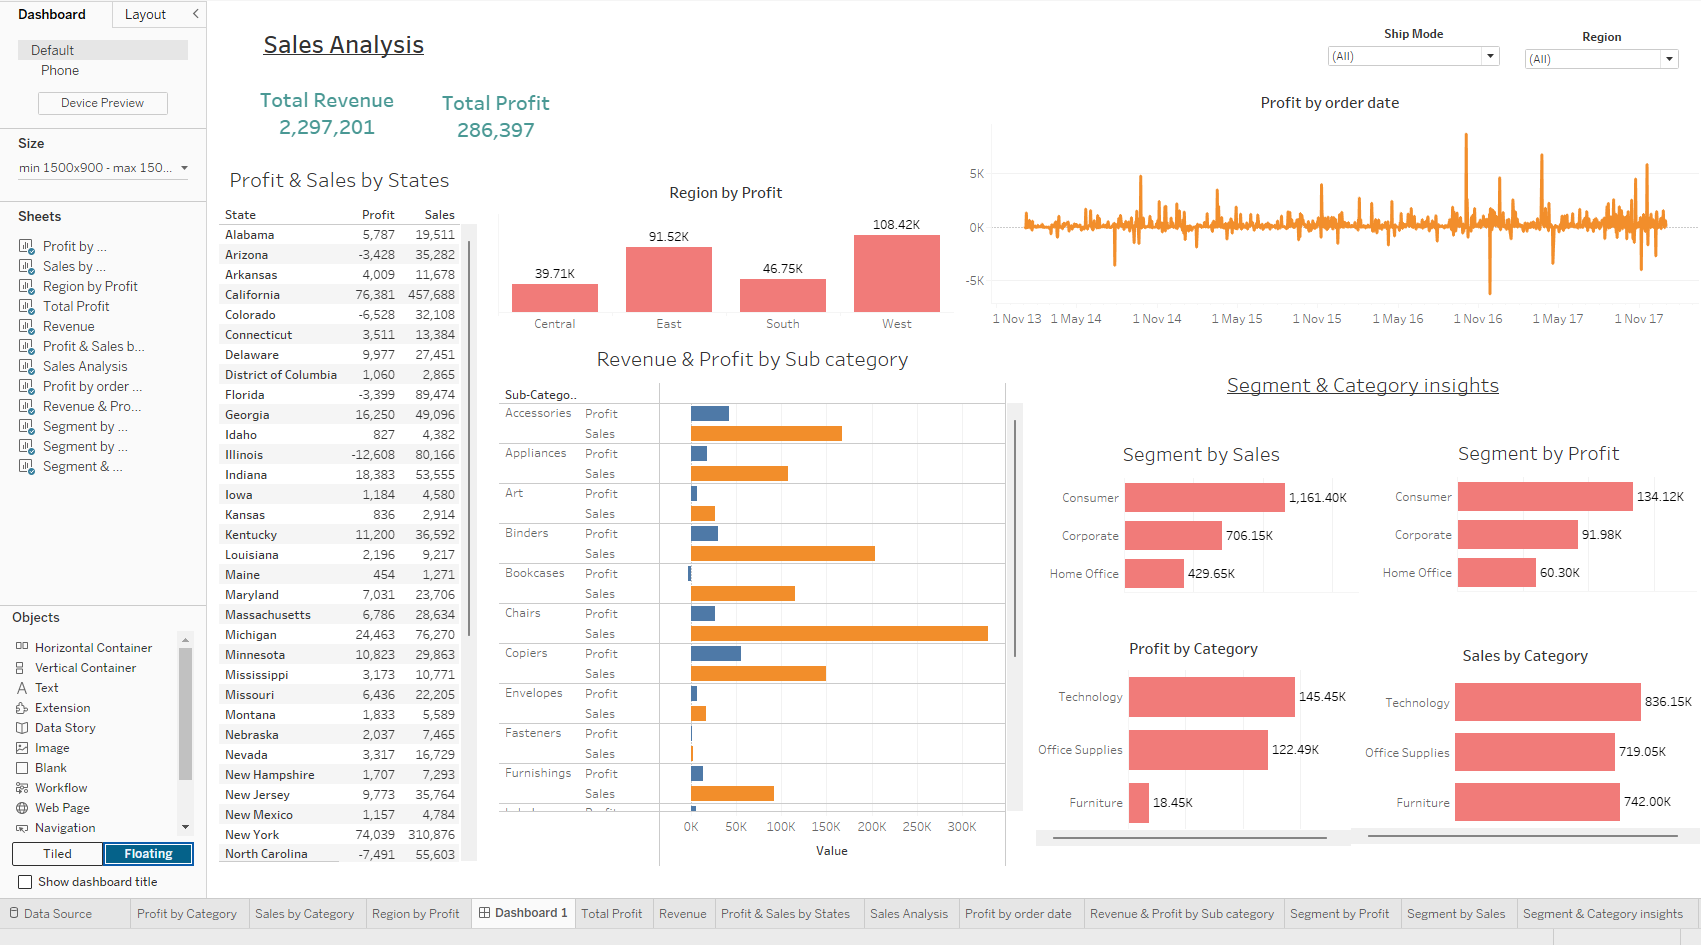 Dashboard
Layout
Default
Phone
Device Preview
Size
min 1500x900 - max 150...
Sheets
Profit by ...
Sales by ...
Region by Profit
Total Profit
Revenue
Profit & Sales b...
Sales Analysis
Profit by order ...
Revenue & Pro...
Segment by ...
Segment by ...
Segment & ...
Objects
Horizontal Container
Vertical Container
Text
Extension
Data Story
Image
Blank
Workflow
Web Page
Navigation
Tiled
Floating
Show dashboard title
Sales Analysis
Ship Mode
(All)
Region
(All)
Total Revenue
2,297,201
Total Profit
286,397
Profit & Sales by States
State Profit Sales
Alabama 5,787 19,511
Arizona -3,428 35,282
Arkansas 4,009 11,678
California 76,381 457,688
Colorado -6,528 32,108
Connecticut 3,511 13,384
Delaware 9,977 27,451
District of Columbia 1,060 2,865
Florida -3,399 89,474
Georgia 16,250 49,096
Idaho 827 4,382
Illinois -12,608 80,166
Indiana 18,383 53,555
Iowa 1,184 4,580
Kansas 836 2,914
Kentucky 11,200 36,592
Louisiana 2,196 9,217
Maine 454 1,271
Maryland 7,031 23,706
Massachusetts 6,786 28,634
Michigan 24,463 76,270
Minnesota 10,823 29,863
Mississippi 3,173 10,771
Missouri 6,436 22,205
Montana 1,833 5,589
Nebraska 2,037 7,465
Nevada 3,317 16,729
New Hampshire 1,707 7,293
New Jersey 9,773 35,764
New Mexico 1,157 4,784
New York 74,039 310,876
North Carolina -7,491 55,603
Region by Profit
39.71K
91.52K
46.75K
108.42K
Central East South West
Profit by order date
5K
0K
-5K
1 Nov 13 1 May 14 1 Nov 14 1 May 15 1 Nov 15 1 May 16 1 Nov 16 1 May 17 1 Nov 17
Revenue & Profit by Sub category
Sub-Catego..
Accessories Profit
Sales
Appliances Profit
Sales
Art Profit
Sales
Binders Profit
Sales
Bookcases Profit
Sales
Chairs Profit
Sales
Copiers Profit
Sales
Envelopes Profit
Sales
Fasteners Profit
Sales
Furnishings Profit
Sales
0K 50K 100K 150K 200K 250K 300K
Value
Segment & Category insights
Segment by Sales
Consumer 1,161.40K
Corporate 706.15K
Home Office 429.65K
Segment by Profit
Consumer 134.12K
Corporate 91.98K
Home Office 60.30K
Profit by Category
Technology 145.45K
Office Supplies 122.49K
Furniture 18.45K
Sales by Category
Technology 836.15K
Office Supplies 719.05K
Furniture 742.00K
Data Source
Profit by Category
Sales by Category
Region by Profit
Dashboard 1
Total Profit
Revenue
Profit & Sales by States
Sales Analysis
Profit by order date
Revenue & Profit by Sub category
Segment by Profit
Segment by Sales
Segment & Category insights